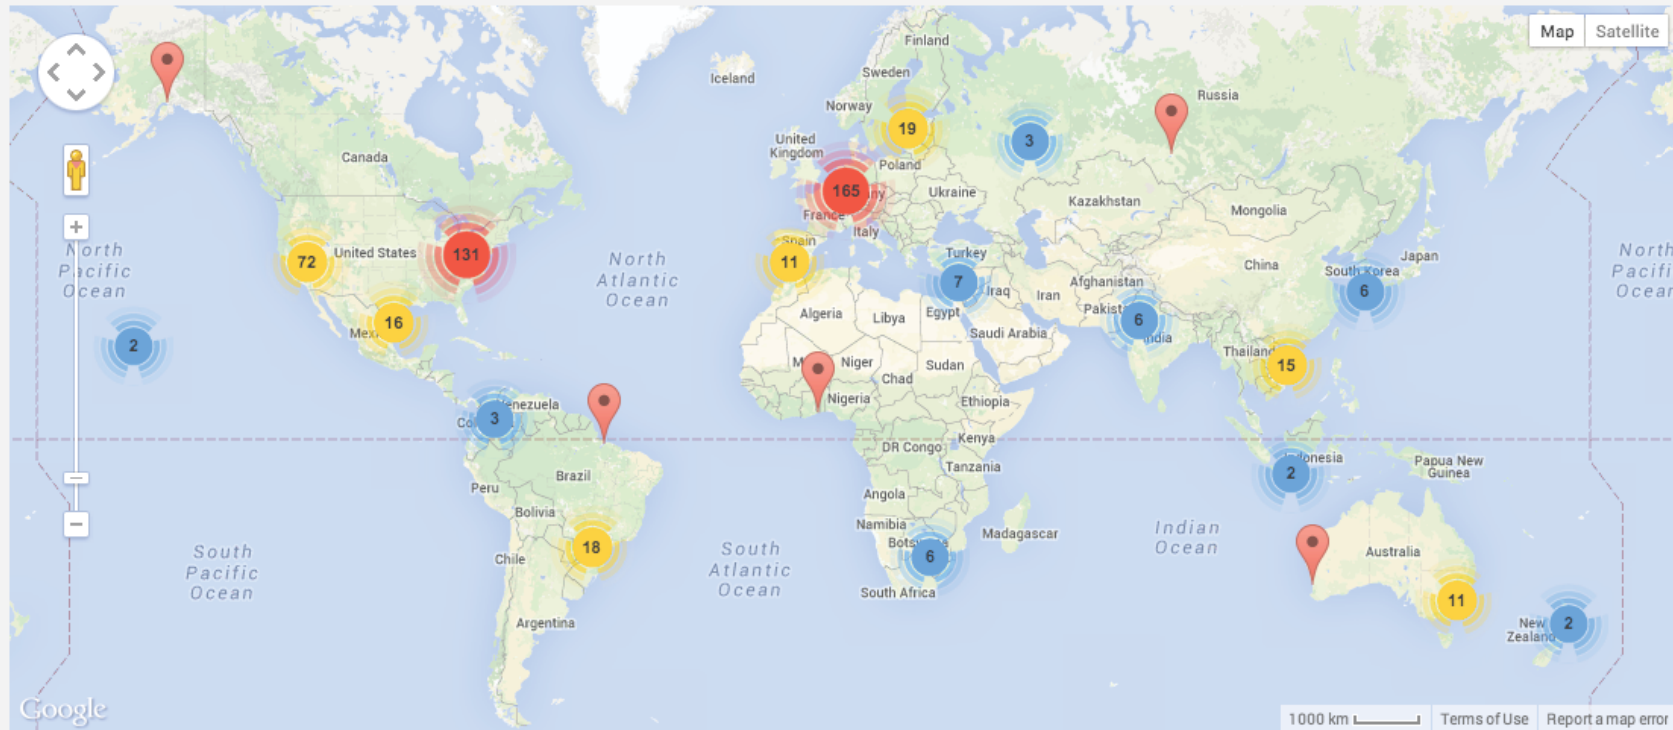 Map
Satellite
Finland
Iceland
Sweden
Russia
Norway
19
3
United
Kingdom
Canada
Poland
165
Ukraine
Kazakhstan
Mongolia
France
Italy
Spain
North
Pacific
Ocean
72
United States
131
North
Atlantic
Ocean
11
Turkey
7
Iraq
Iran
Afghanistan
China
South Korea
Japan
6
16
Algeria
Libya
Egypt
Saudi Arabia
6
2
Niger
Chad
Sudan
Thailand
15
3
Nigeria
Ethiopia
DR Congo
Kenya
Tanzania
2
Papua New
Guinea
Brazil
Peru
Angola
Bolivia
Namibia
Madagascar
Indian
Ocean
18
Chile
6
South
Pacific
Ocean
South
Atlantic
Ocean
South Africa
Australia
11
Argentina
New
Zealand
2
Google
1000 km
Terms of Use
Report a map error